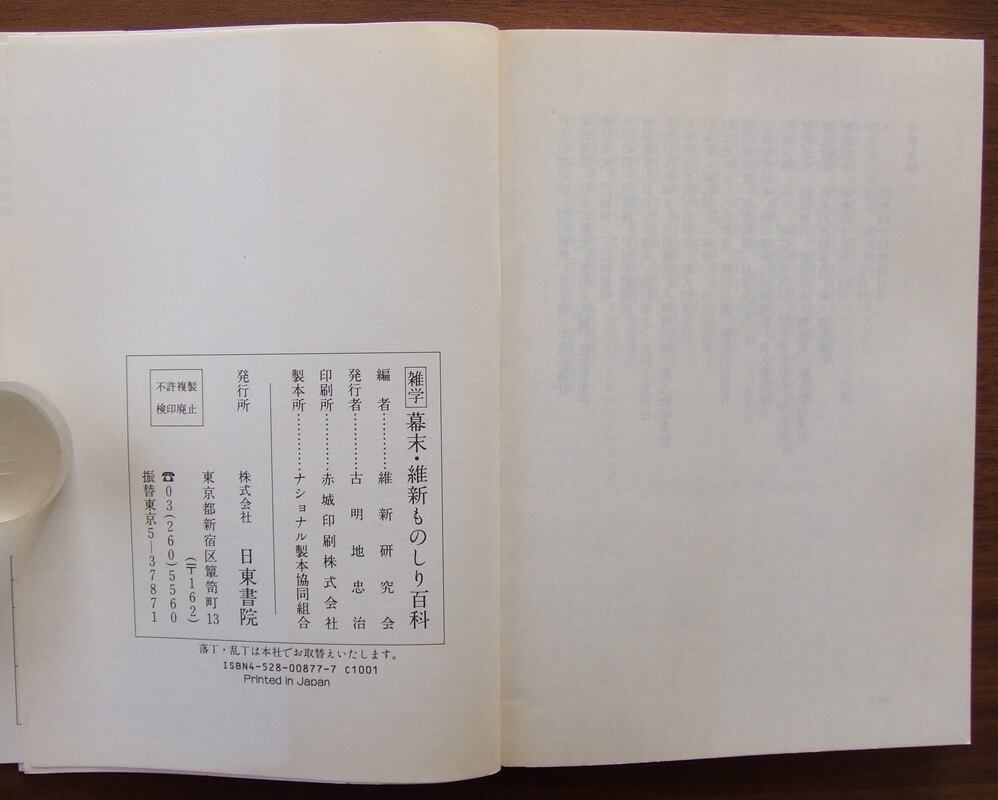 雑学 幕末・維新ものしり百科
編者…………維新研究会
発行者…………古明地忠治
印刷所…………赤城印刷株式会社
製本所…………ナショナル製本協同組合
発行所 株式会社 日東書院
東京都新宿区簞笥町13
(〒162)
☎03(260)5560
振替東京5―37871
不許複製
検印廃止
落丁・乱丁は本社でお取替えいたします。
ISBN4-528-00877-7 C1001
Printed in Japan